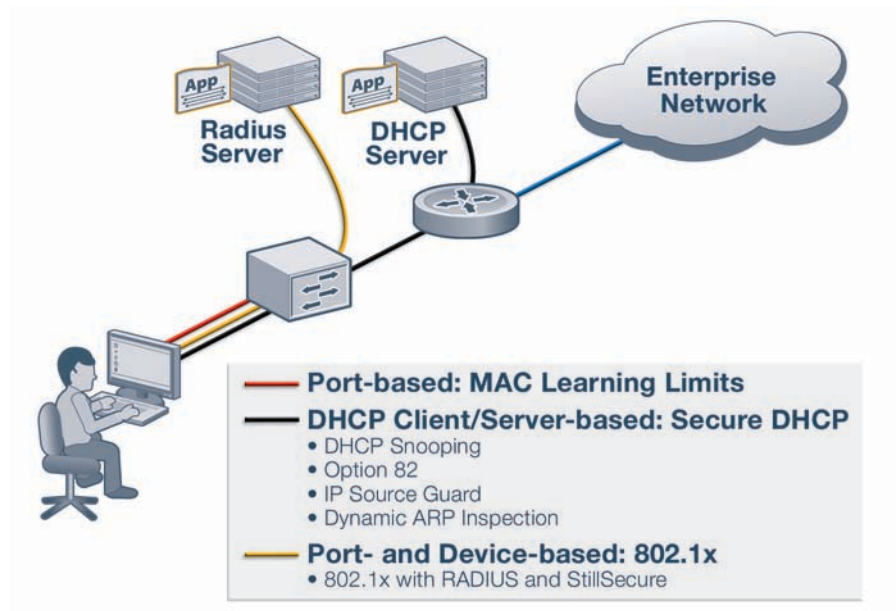 App
Radius
Server
App
DHCP
Server
Enterprise
Network
Port-based: MAC Learning Limits
DHCP Client/Server-based: Secure DHCP
• DHCP Snooping
• Option 82
• IP Source Guard
• Dynamic ARP Inspection
Port- and Device-based: 802.1x
• 802.1x with RADIUS and StillSecure